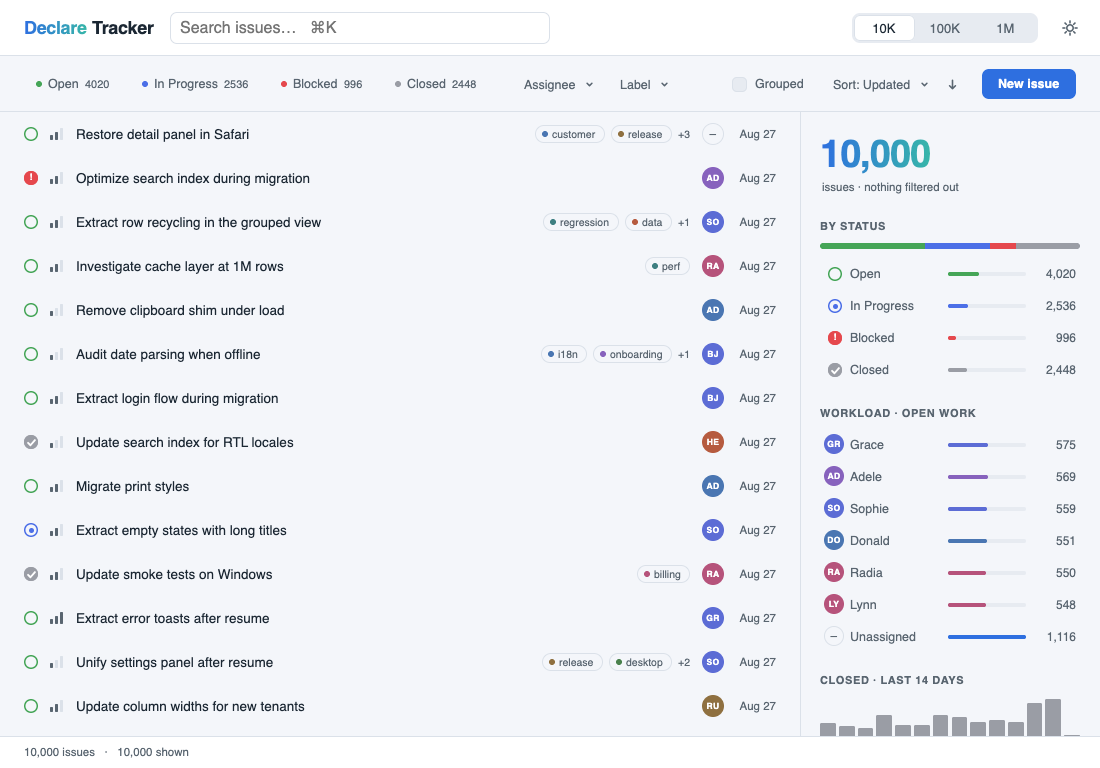 Declare Tracker
Search issues… ⌘K
10K 100K 1M
Open 4020 In Progress 2536 Blocked 996 Closed 2448 Assignee Label Grouped Sort: Updated ↓ New issue
Restore detail panel in Safari customer release +3 – Aug 27
! Optimize search index during migration AD Aug 27
Extract row recycling in the grouped view regression data +1 SO Aug 27
Investigate cache layer at 1M rows perf RA Aug 27
Remove clipboard shim under load AD Aug 27
Audit date parsing when offline i18n onboarding +1 BJ Aug 27
Extract login flow during migration BJ Aug 27
Update search index for RTL locales HE Aug 27
Migrate print styles AD Aug 27
Extract empty states with long titles SO Aug 27
Update smoke tests on Windows billing RA Aug 27
Extract error toasts after resume GR Aug 27
Unify settings panel after resume release desktop +2 SO Aug 27
Update column widths for new tenants RU Aug 27
10,000
issues · nothing filtered out
BY STATUS
Open 4,020
In Progress 2,536
! Blocked 996
Closed 2,448
WORKLOAD · OPEN WORK
GR Grace 575
AD Adele 569
SO Sophie 559
DO Donald 551
RA Radia 550
LY Lynn 548
– Unassigned 1,116
CLOSED · LAST 14 DAYS
10,000 issues · 10,000 shown